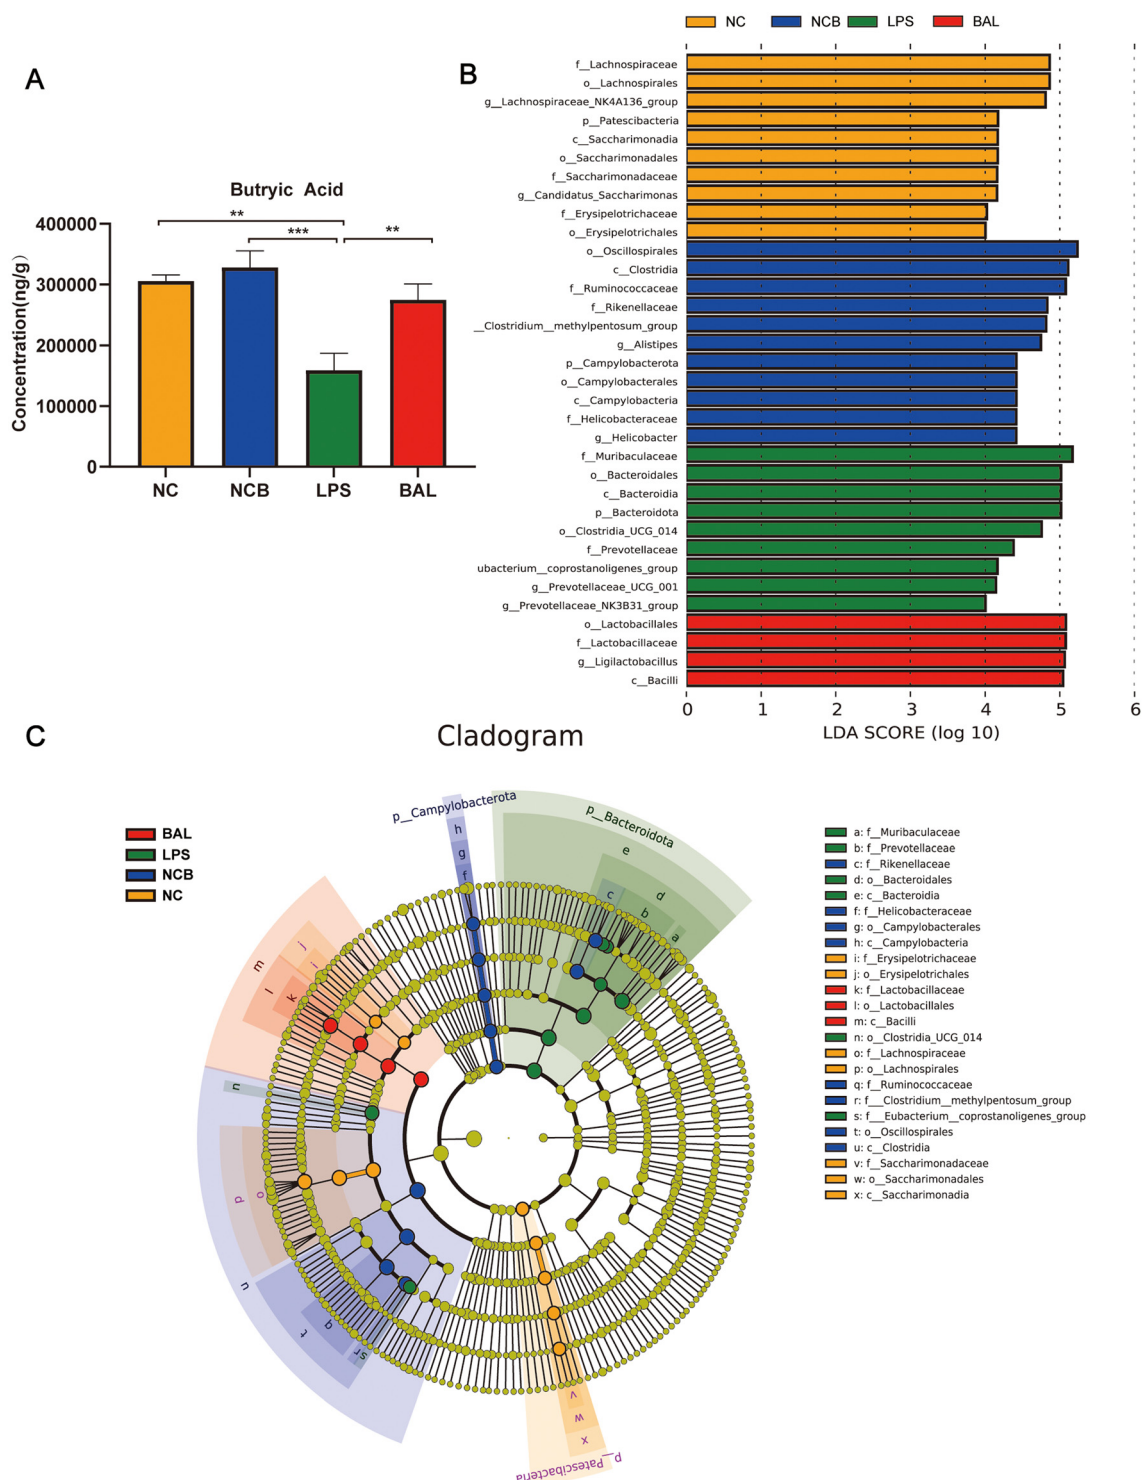 A
Butryic Acid
Concentration(ng/g)
400000
300000
200000
100000
0
**
***
**
NC
NCB
LPS
BAL
B
NC
NCB
LPS
BAL
f__Lachnospiraceae
o__Lachnospirales
g__Lachnospiraceae_NK4A136_group
p__Patescibacteria
c__Saccharimonadia
o__Saccharimonadales
f__Saccharimonadaceae
g__Candidatus_Saccharimonas
f__Erysipelotrichaceae
o__Erysipelotrichales
o__Oscillospirales
c__Clostridia
f__Ruminococcaceae
f__Rikenellaceae
__Clostridium__methylpentosum_group
g__Alistipes
p__Campylobacterota
o__Campylobacterales
c__Campylobacteria
f__Helicobacteraceae
g__Helicobacter
f__Muribaculaceae
o__Bacteroidales
c__Bacteroidia
p__Bacteroidota
o__Clostridia_UCG_014
f__Prevotellaceae
ubacterium__coprostanoligenes_group
g__Prevotellaceae_UCG_001
g__Prevotellaceae_NK3B31_group
o__Lactobacillales
f__Lactobacillaceae
g__Ligilactobacillus
c__Bacilli
0 1 2 3 4 5 6
LDA SCORE (log 10)
C
Cladogram
BAL
LPS
NCB
NC
p__Campylobacterota
h
g
f
p__Bacteroidota
e
d
c
b
a
j
i
m
l
k
n
o
p
u
t
q
r
s
v
w
x
p__Patescibacteria
a: f__Muribaculaceae
b: f__Prevotellaceae
c: f__Rikenellaceae
d: o__Bacteroidales
e: c__Bacteroidia
f: f__Helicobacteraceae
g: o__Campylobacterales
h: c__Campylobacteria
i: f__Erysipelotrichaceae
j: o__Erysipelotrichales
k: f__Lactobacillaceae
l: o__Lactobacillales
m: c__Bacilli
n: o__Clostridia_UCG_014
o: f__Lachnospiraceae
p: o__Lachnospirales
q: f__Ruminococcaceae
r: f___Clostridium__methylpentosum_group
s: f___Eubacterium__coprostanoligenes_group
t: o__Oscillospirales
u: c__Clostridia
v: f__Saccharimonadaceae
w: o__Saccharimonadales
x: c__Saccharimonadia